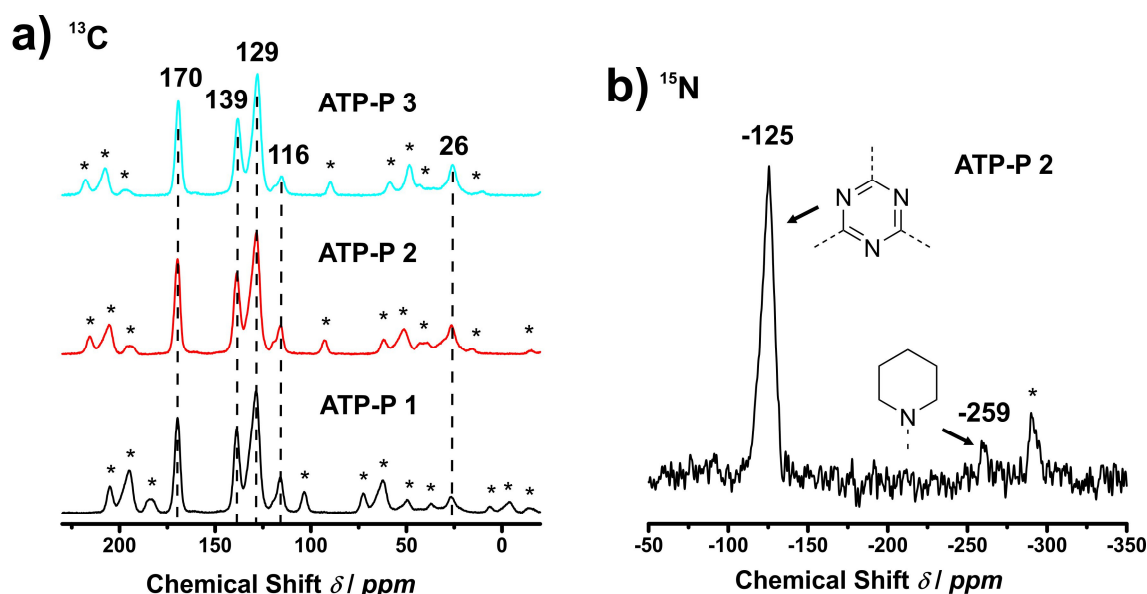 a) ¹³C
170
139
129
116
26
ATP-P 3
* * * * * * * *
ATP-P 2
* * * * * * * * *
ATP-P 1
* * * * * * * * * *
200 150 100 50 0
Chemical Shift δ / ppm
b) ¹⁵N
-125
ATP-P 2
N N
N
-259
*
N
-50 -100 -150 -200 -250 -300 -350
Chemical Shift δ / ppm